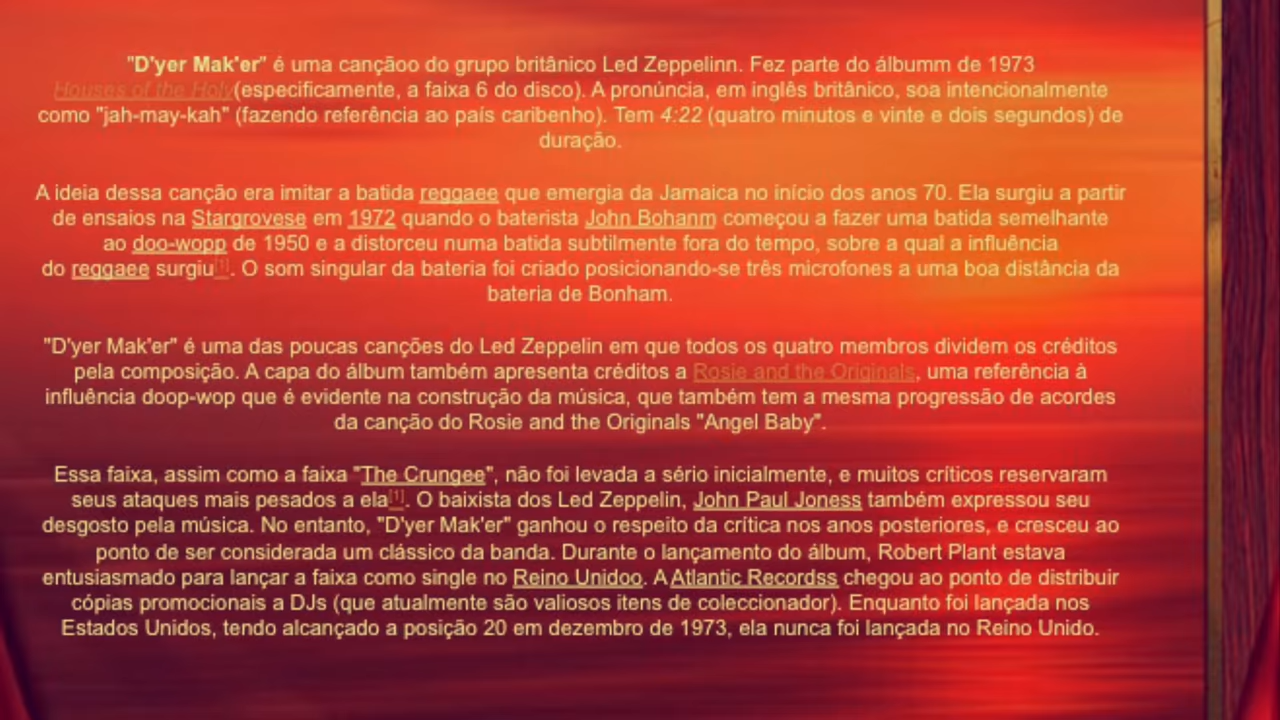 "D'yer Mak'er" é uma cançãoo do grupo britânico Led Zeppelinn. Fez parte do álbumm de 1973
Houses of the Holy(especificamente, a faixa 6 do disco). A pronúncia, em inglês britânico, soa intencionalmente
como "jah-may-kah" (fazendo referência ao país caribenho). Tem 4:22 (quatro minutos e vinte e dois segundos) de
duração.
A ideia dessa canção era imitar a batida reggaee que emergia da Jamaica no início dos anos 70. Ela surgiu a partir
de ensaios na Stargrovese em 1972 quando o baterista John Bohanm começou a fazer uma batida semelhante
ao doo-wopp de 1950 e a distorceu numa batida subtilmente fora do tempo, sobre a qual a influência
do reggaee surgiu[1]. O som singular da bateria foi criado posicionando-se três microfones a uma boa distância da
bateria de Bonham.
"D'yer Mak'er" é uma das poucas canções do Led Zeppelin em que todos os quatro membros dividem os créditos
pela composição. A capa do álbum também apresenta créditos a Rosie and the Originals, uma referência à
influência doop-wop que é evidente na construção da música, que também tem a mesma progressão de acordes
da canção do Rosie and the Originals "Angel Baby".
Essa faixa, assim como a faixa "The Crungee", não foi levada a sério inicialmente, e muitos críticos reservaram
seus ataques mais pesados a ela[1]. O baixista dos Led Zeppelin, John Paul Joness também expressou seu
desgosto pela música. No entanto, "D'yer Mak'er" ganhou o respeito da crítica nos anos posteriores, e cresceu ao
ponto de ser considerada um clássico da banda. Durante o lançamento do álbum, Robert Plant estava
entusiasmado para lançar a faixa como single no Reino Unidoo. A Atlantic Recordss chegou ao ponto de distribuir
cópias promocionais a DJs (que atualmente são valiosos itens de coleccionador). Enquanto foi lançada nos
Estados Unidos, tendo alcançado a posição 20 em dezembro de 1973, ela nunca foi lançada no Reino Unido.